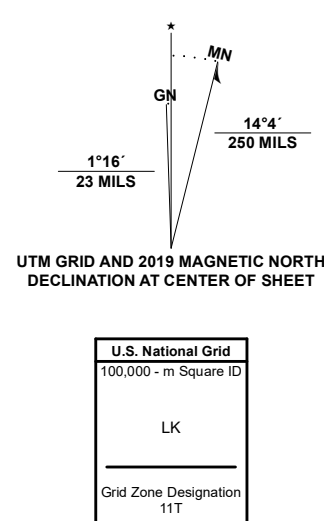 ★
MN
GN
14°4´
250 MILS
1°16´
23 MILS
UTM GRID AND 2019 MAGNETIC NORTH
DECLINATION AT CENTER OF SHEET
U.S. National Grid
100,000 - m Square ID
LK
Grid Zone Designation
11T